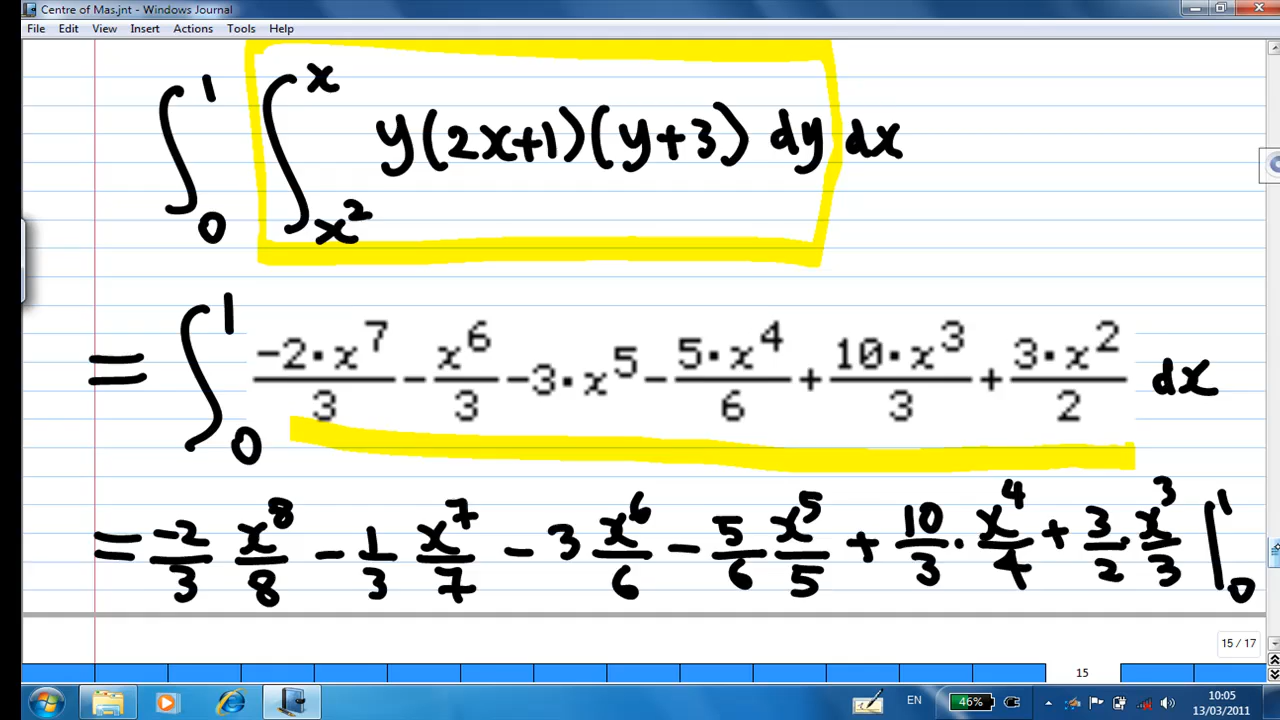 Centre of Mas.jnt - Windows Journal
File Edit View Insert Actions Tools Help
∫₀¹ ∫_{x²}^{x} y(2x+1)(y+3) dy dx
= ∫₀¹ -2·x⁷/3 - x⁶/3 - 3·x⁵ - 5·x⁴/6 + 10·x³/3 + 3·x²/2 dx
= -2/3 x⁸/8 - 1/3 x⁷/7 - 3 x⁶/6 - 5/6 x⁵/5 + 10/3 · x⁴/4 + 3/2 · x³/3 |₀¹
15 / 17
15
EN 46% 10:05
13/03/2011